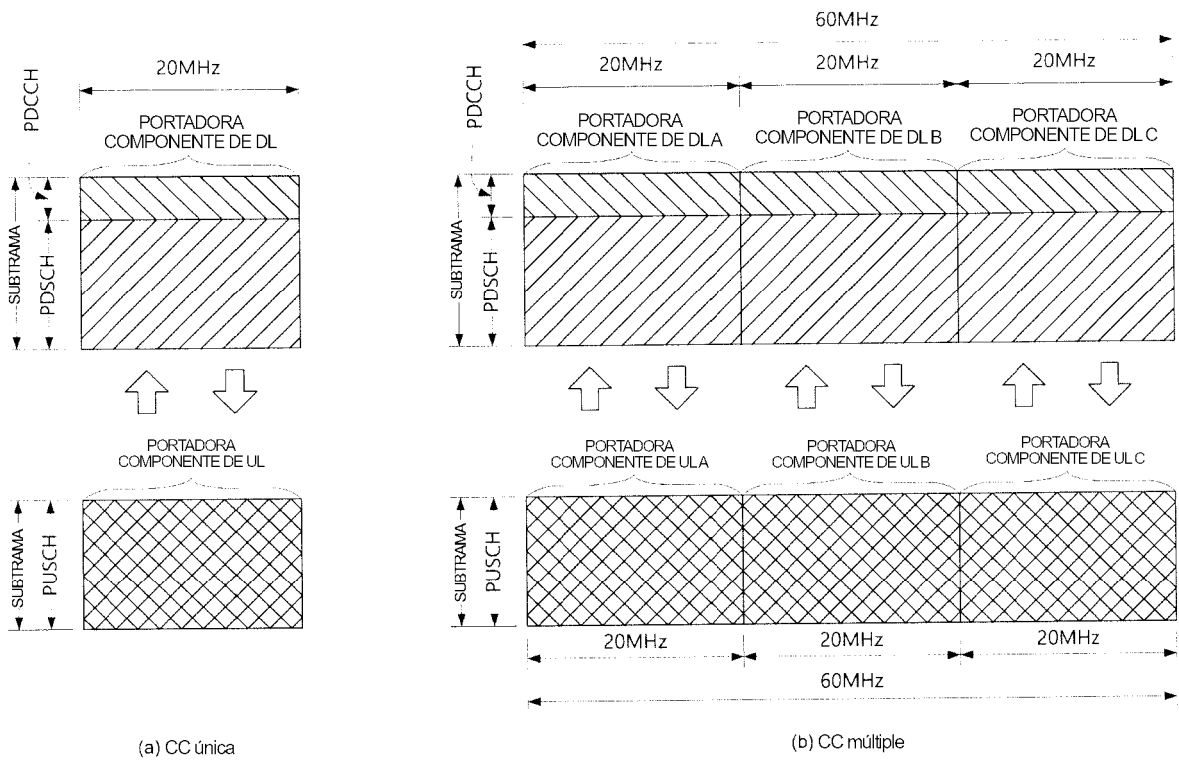 20MHz
PDCCH
PORTADORA
COMPONENTE DE DL
SUBTRAMA
PDSCH
PORTADORA
COMPONENTE DE UL
SUBTRAMA
PUSCH
(a) CC única
60MHz
20MHz
20MHz
20MHz
PDCCH
PORTADORA
COMPONENTE DE DL A
PORTADORA
COMPONENTE DE DL B
PORTADORA
COMPONENTE DE DL C
SUBTRAMA
PDSCH
PORTADORA
COMPONENTE DE UL A
PORTADORA
COMPONENTE DE UL B
PORTADORA
COMPONENTE DE UL C
SUBTRAMA
PUSCH
20MHz
20MHz
20MHz
60MHz
(b) CC múltiple